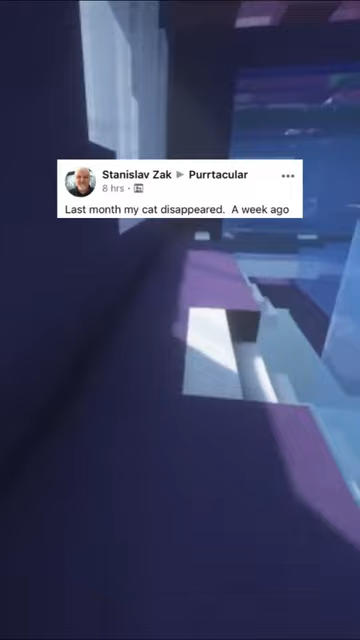 Stanislav Zak ▶ Purrtacular
8 hrs ·
Last month my cat disappeared.  A week ago